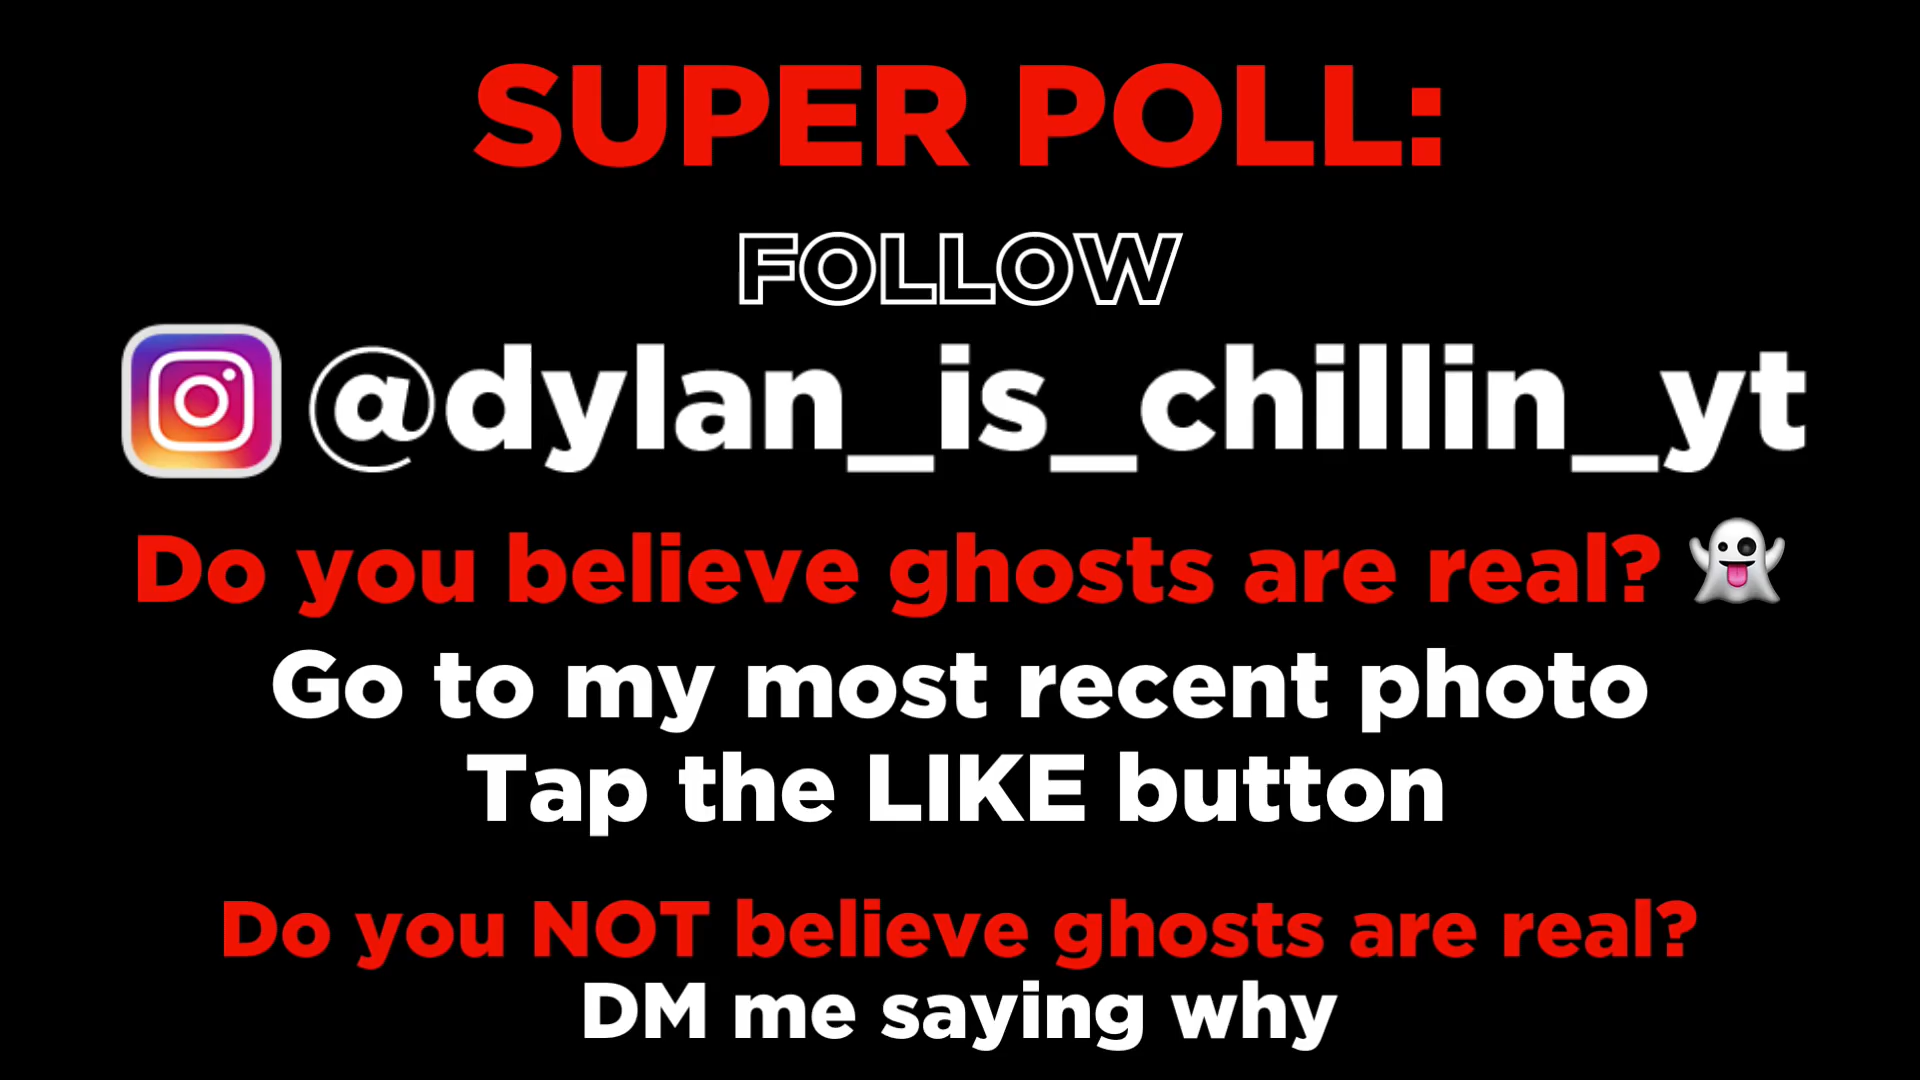 SUPER POLL:
FOLLOW
@dylan_is_chillin_yt
Do you believe ghosts are real? 👻
Go to my most recent photo
Tap the LIKE button
Do you NOT believe ghosts are real?
DM me saying why